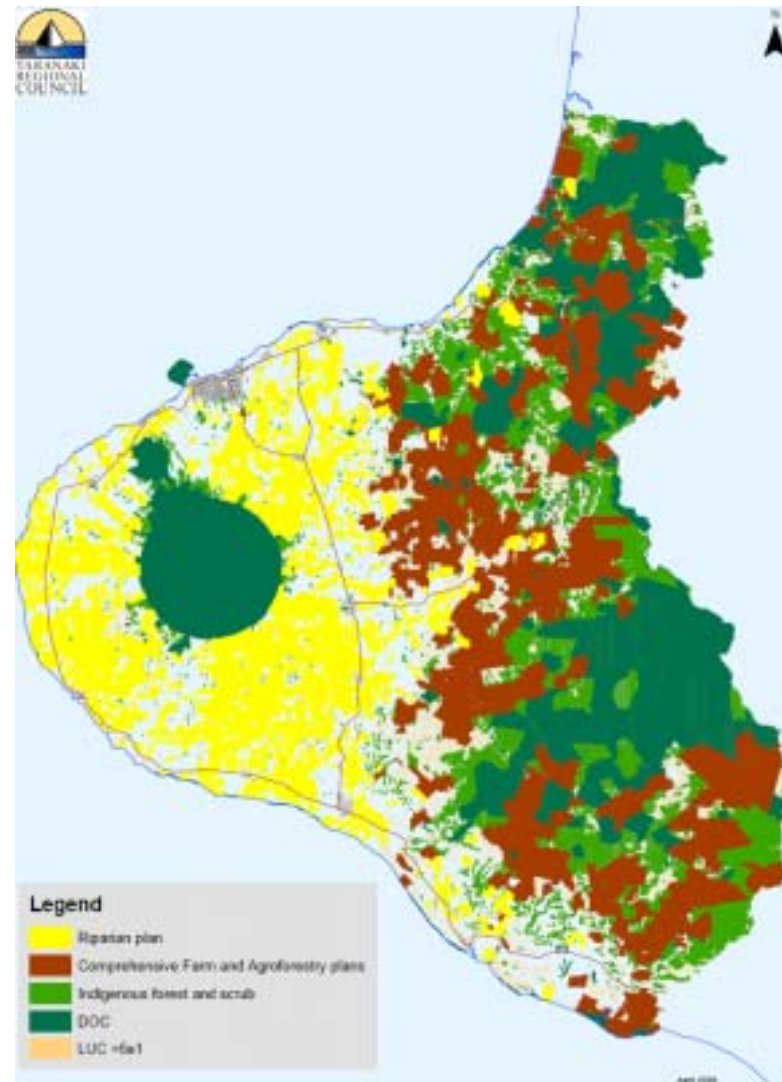 TARANAKI
REGIONAL
COUNCIL
N
Legend
Riparian plan
Comprehensive Farm and Agroforestry plans
Indigenous forest and scrub
DOC